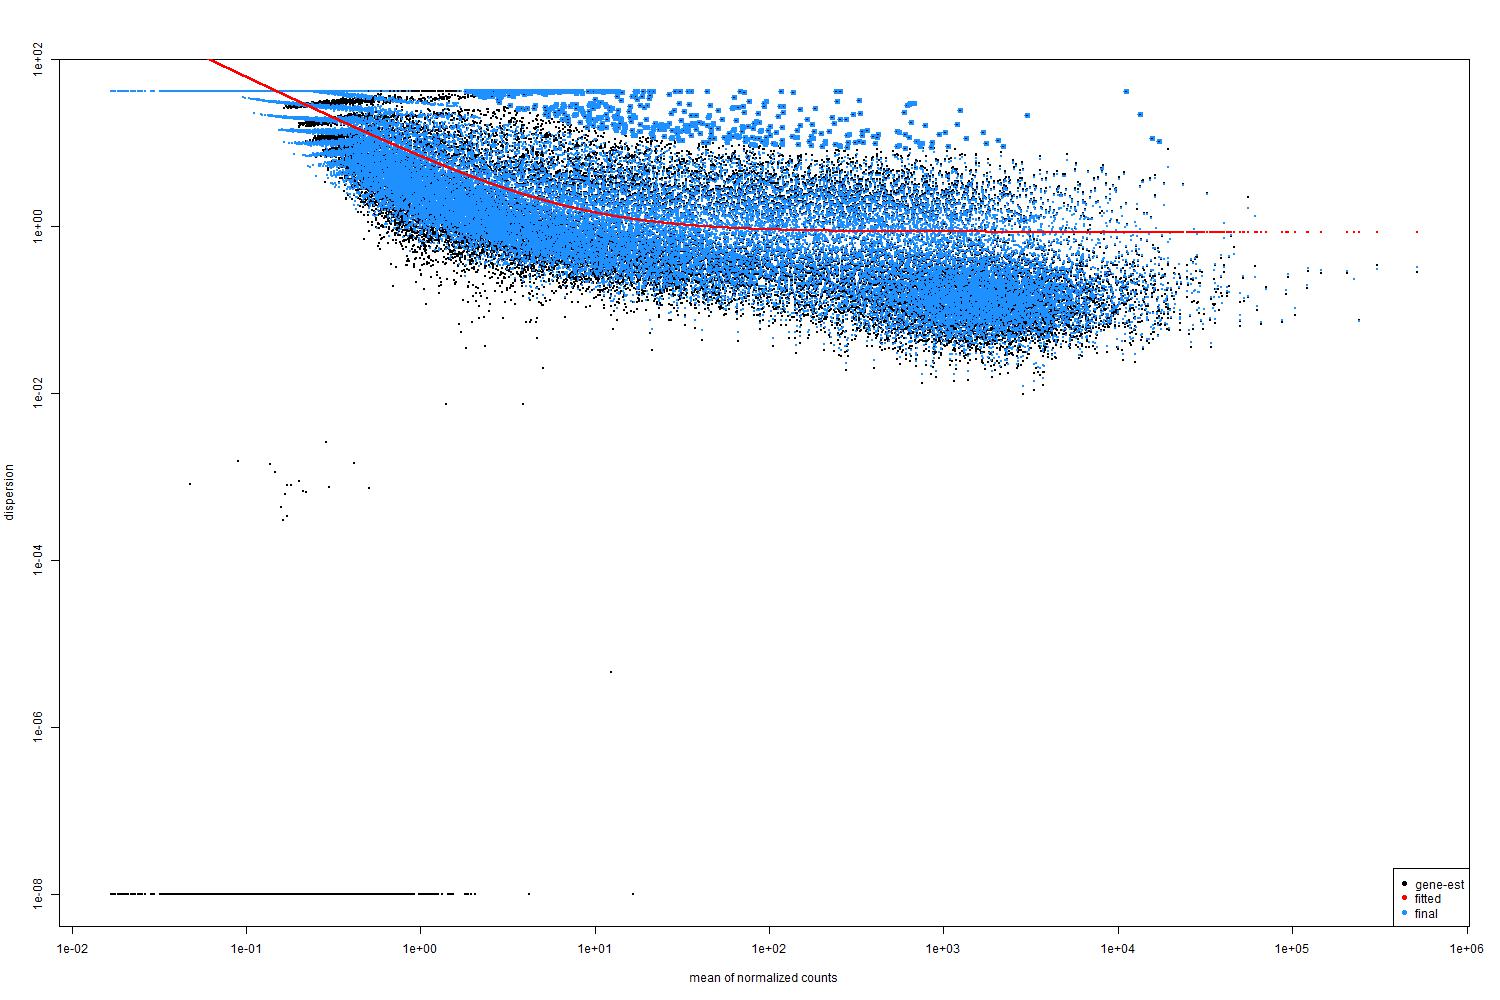 dispersion
1e+02
1e+00
1e-02
1e-04
1e-06
1e-08
1e-02 1e-01 1e+00 1e+01 1e+02 1e+03 1e+04 1e+05 1e+06
mean of normalized counts
gene-est
fitted
final